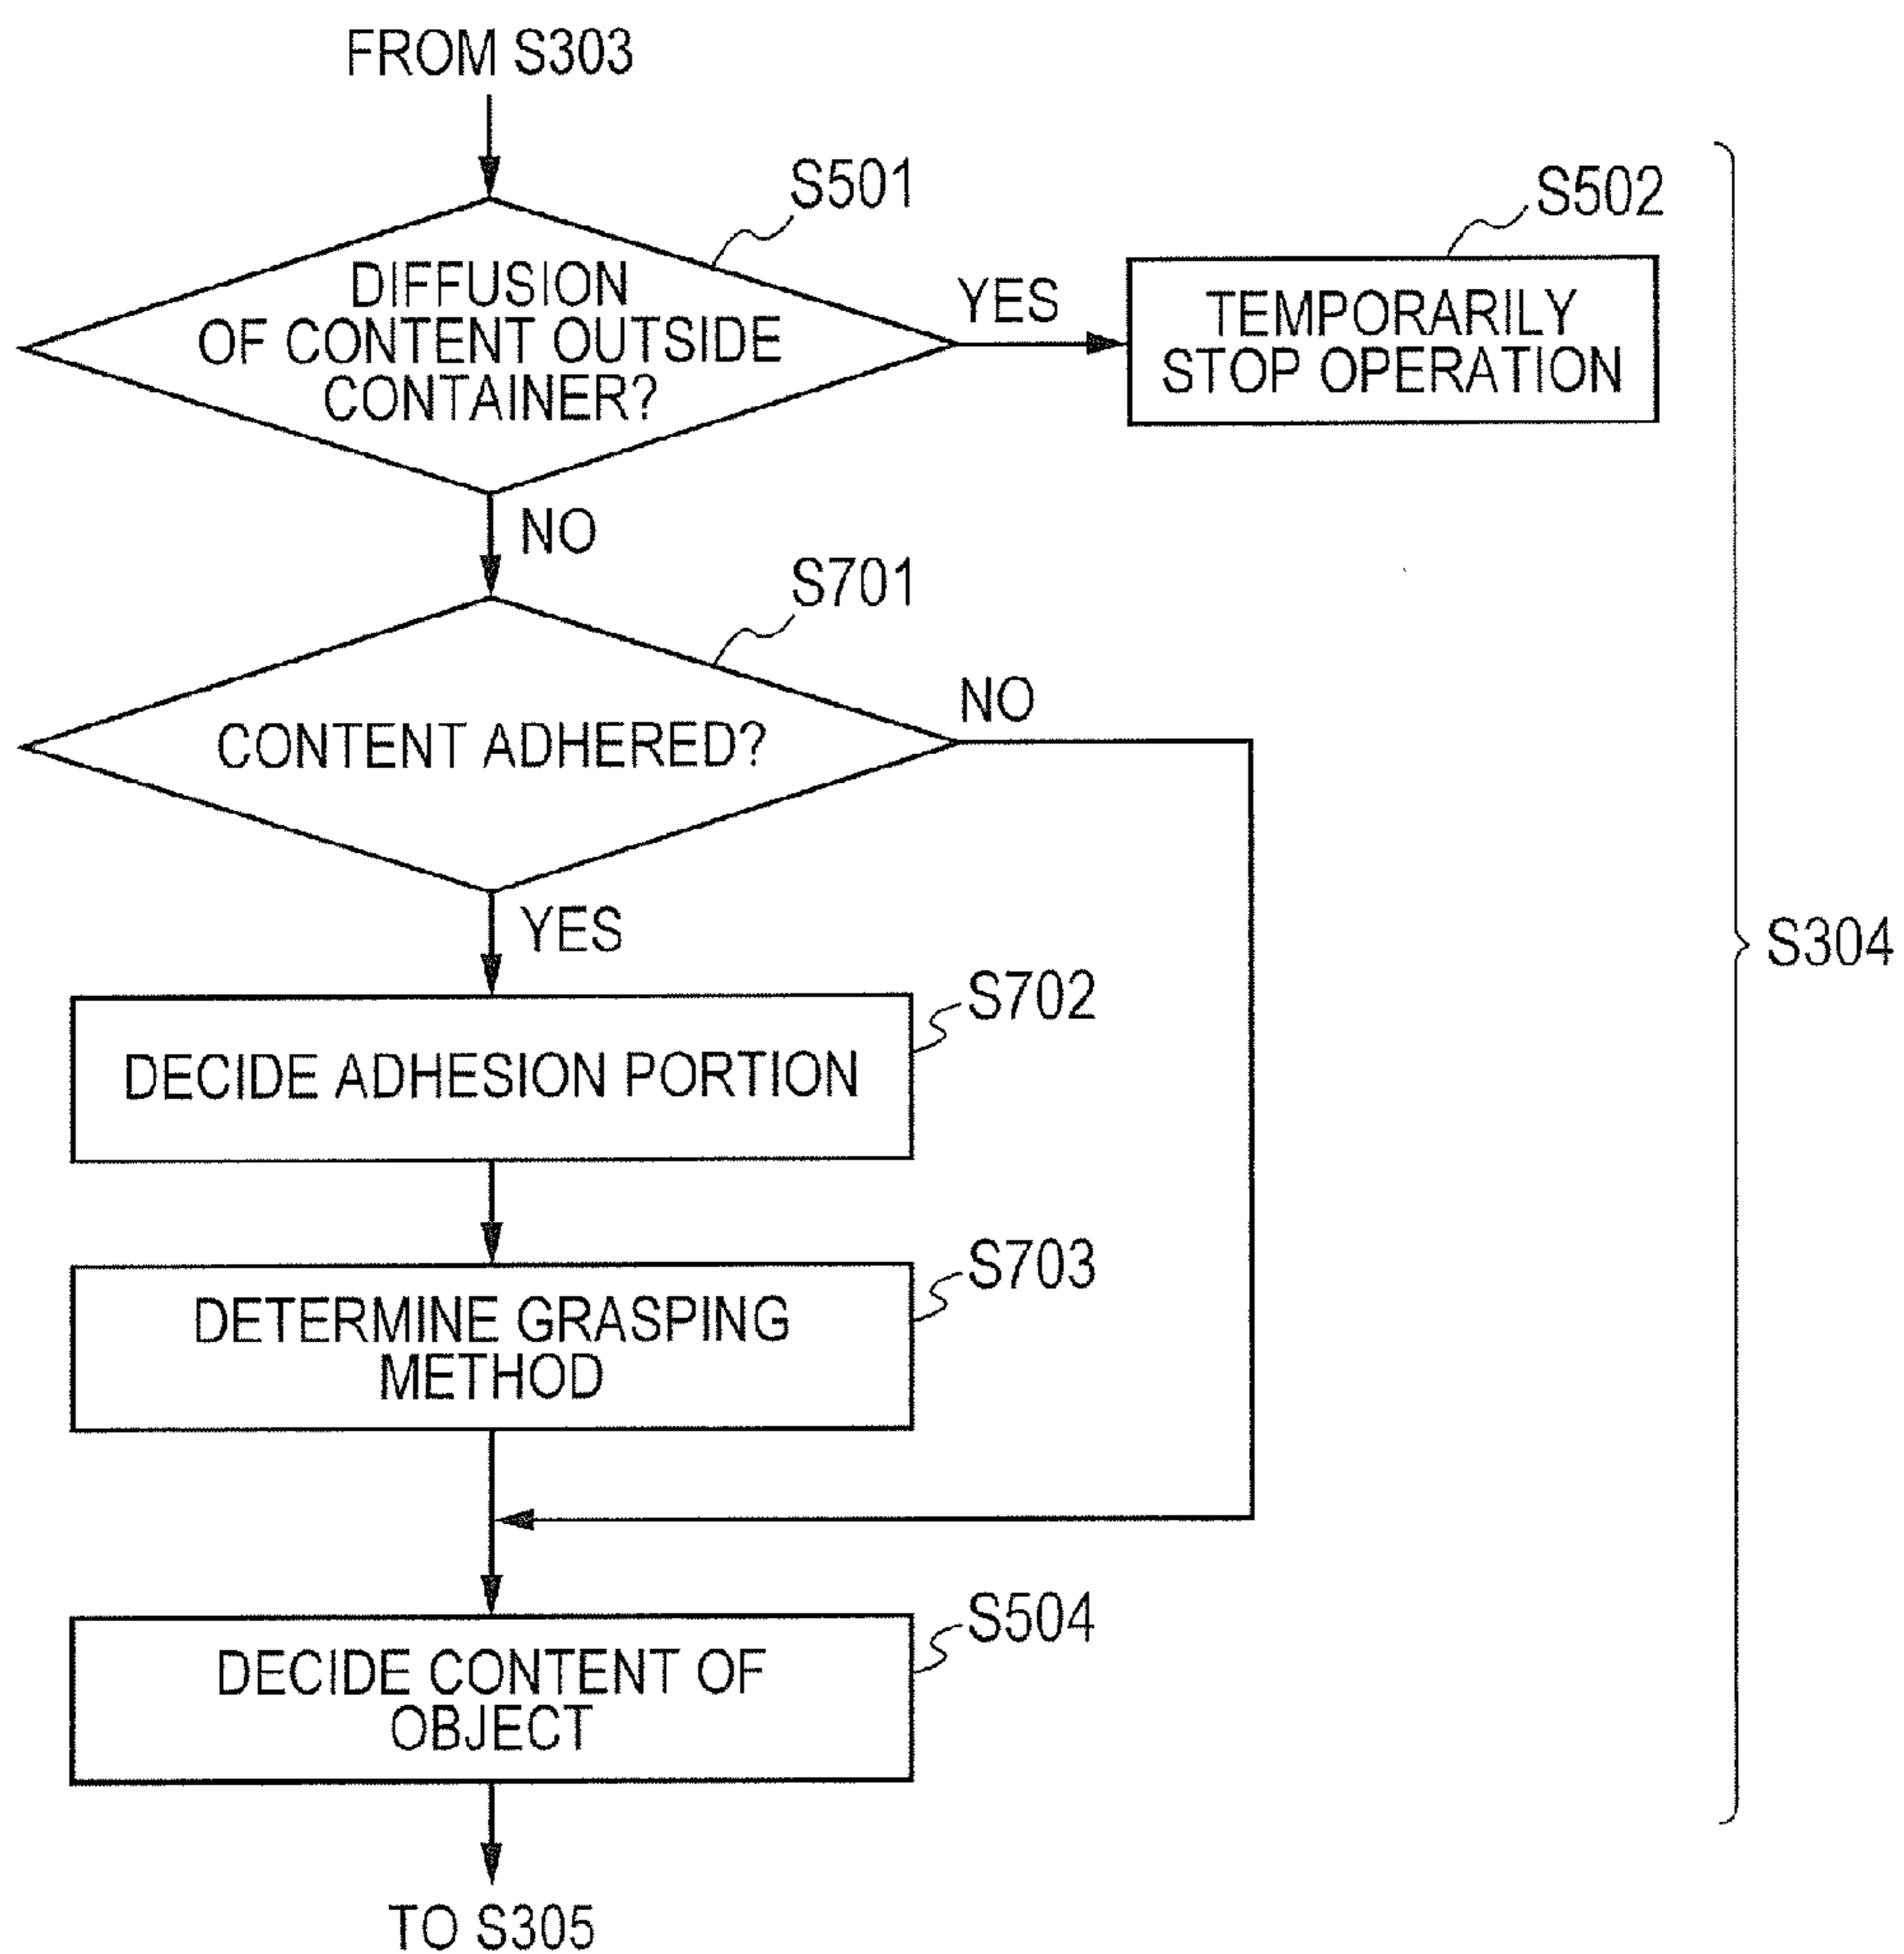 FROM S303
S501
DIFFUSION
OF CONTENT OUTSIDE
CONTAINER?
YES
S502
TEMPORARILY
STOP OPERATION
NO
S701
CONTENT ADHERED?
NO
YES
S304
S702
DECIDE ADHESION PORTION
S703
DETERMINE GRASPING
METHOD
S504
DECIDE CONTENT OF
OBJECT
TO S305